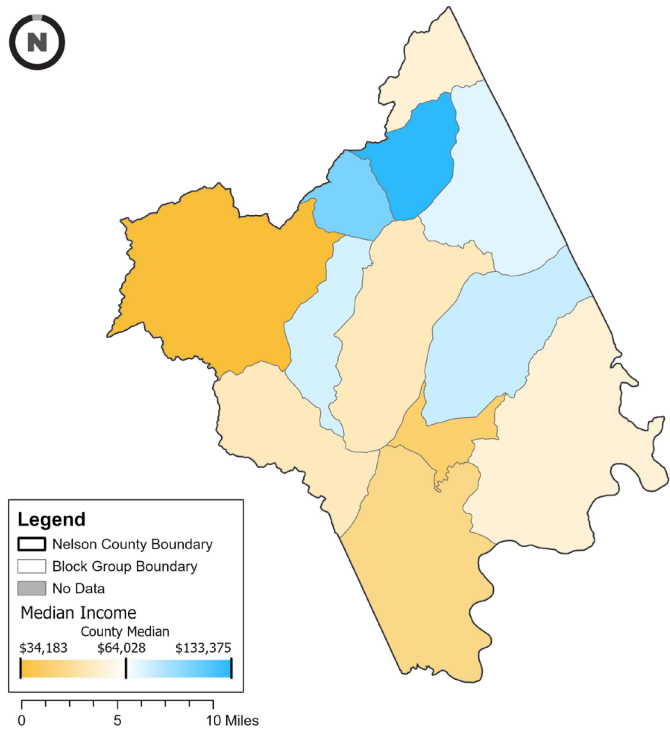 N
Legend
Nelson County Boundary
Block Group Boundary
No Data
Median Income
County Median
$34,183 $64,028 $133,375
0 5 10 Miles